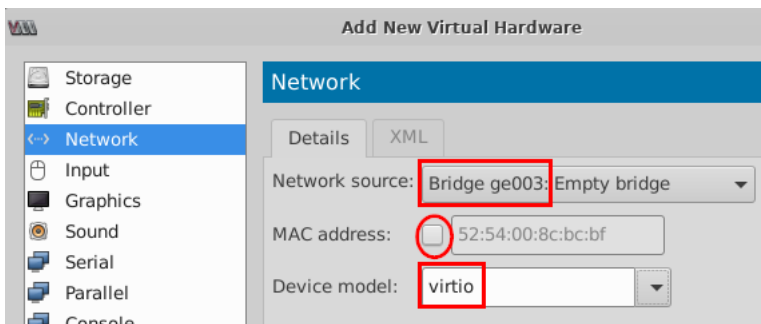 Add New Virtual Hardware
Storage
Controller
Network
Input
Graphics
Sound
Serial
Parallel
Console
Network
Details XML
Network source: Bridge ge003: Empty bridge
MAC address: 52:54:00:8c:bc:bf
Device model: virtio